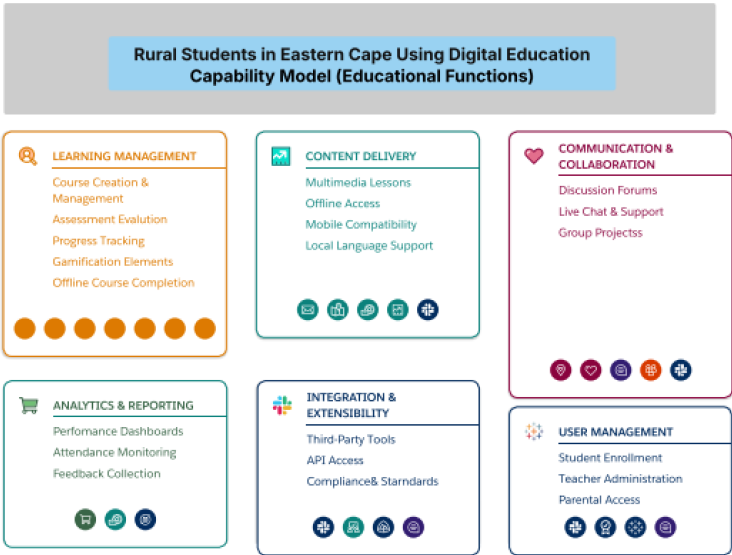 Rural Students in Eastern Cape Using Digital Education
Capability Model (Educational Functions)
LEARNING MANAGEMENT
Course Creation &
Management
Assessment Evalution
Progress Tracking
Gamification Elements
Offline Course Completion
CONTENT DELIVERY
Multimedia Lessons
Offline Access
Mobile Compatibility
Local Language Support
COMMUNICATION &
COLLABORATION
Discussion Forums
Live Chat & Support
Group Projectss
ANALYTICS & REPORTING
Perfomance Dashboards
Attendance Monitoring
Feedback Collection
INTEGRATION &
EXTENSIBILITY
Third-Party Tools
API Access
Compliance& Starndards
USER MANAGEMENT
Student Enrollment
Teacher Administration
Parental Access